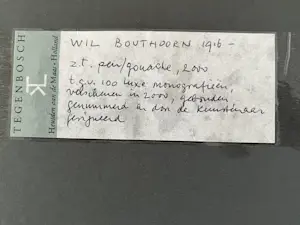 TEGENBOSCH
Heusden aan de Maas - Holland
WIL BOUTHOORN 1916 -
z.t. pen/gouache, 2000
t.g.v. 100 luxe monografieën,
verschenen in 2000, gebonden,
genummerd en door de kunstenaar
gesigneerd